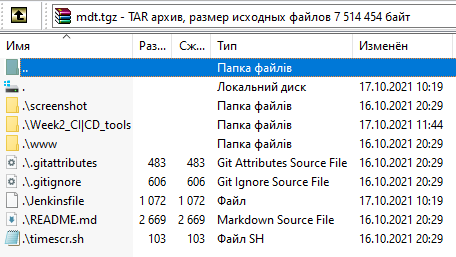 mdt.tgz - TAR архив, размер исходных файлов 7 514 454 байт
Имя Раз... Сж... Тип Изменён
.. Папка файлів
. Локальний диск 17.10.2021 10:19
.\screenshot Папка файлів 16.10.2021 20:29
.\Week2_CI|CD_tools Папка файлів 17.10.2021 11:44
.\www Папка файлів 16.10.2021 20:29
.\.gitattributes 483 483 Git Attributes Source File 16.10.2021 20:29
.\.gitignore 606 606 Git Ignore Source File 16.10.2021 20:29
.\Jenkinsfile 1 072 1 072 Файл 17.10.2021 10:19
.\README.md 2 669 2 669 Markdown Source File 16.10.2021 20:29
.\timescr.sh 103 103 Файл SH 16.10.2021 20:29